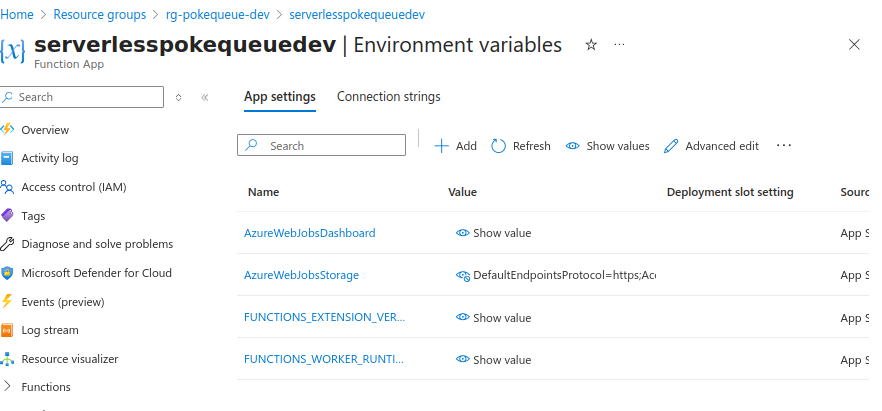 Home > Resource groups > rg-pokequeue-dev > serverlesspokequeuedev
serverlesspokequeuedev | Environment variables
Function App
Search
Overview
Activity log
Access control (IAM)
Tags
Diagnose and solve problems
Microsoft Defender for Cloud
Events (preview)
Log stream
Resource visualizer
Functions
App settings Connection strings
Search Add Refresh Show values Advanced edit ...
Name Value Deployment slot setting Sourc
AzureWebJobsDashboard Show value App S
AzureWebJobsStorage DefaultEndpointsProtocol=https;Acc App S
FUNCTIONS_EXTENSION_VER... Show value App S
FUNCTIONS_WORKER_RUNTI... Show value App S